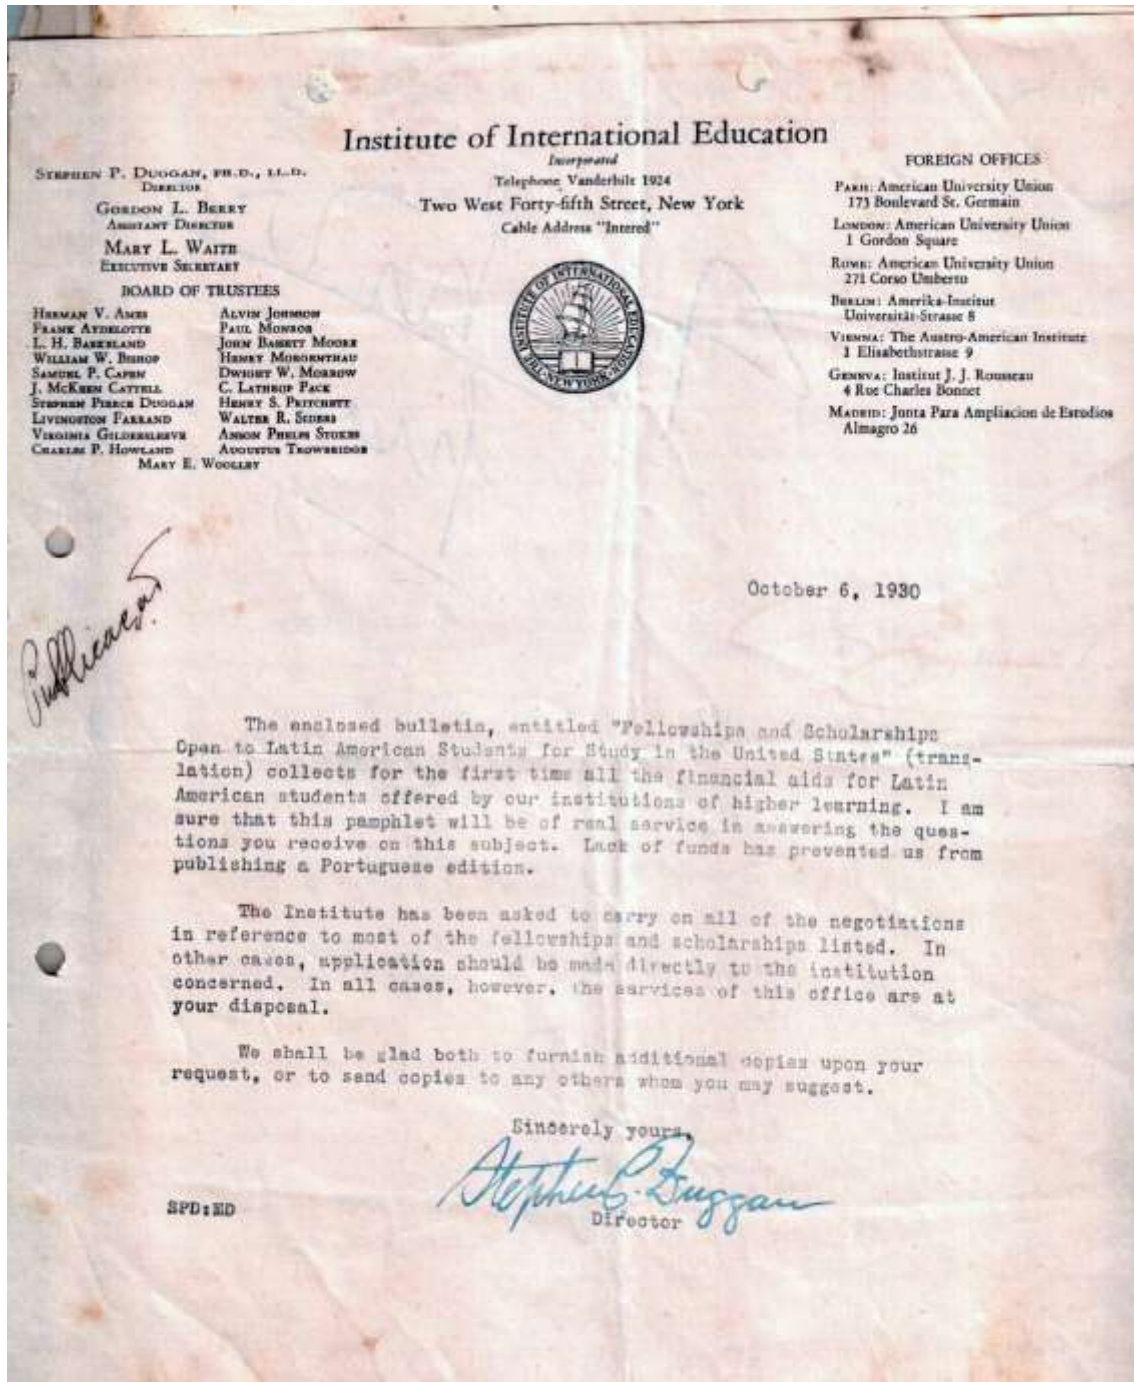 Institute of International Education
Incorporated
Telephone Vanderbilt 1924
Two West Forty-fifth Street, New York
Cable Address "Intered"
STEPHEN P. DUGGAN, PH.D., LL.D.
DIRECTOR
GORDON L. BERRY
ASSISTANT DIRECTOR
MARY L. WAITE
EXECUTIVE SECRETARY
BOARD OF TRUSTEES
HERMAN V. AMES
FRANK AYDELOTTE
L. H. BAEKELAND
WILLIAM W. BISHOP
SAMUEL P. CAPEN
J. MCKEEN CATTELL
STEPHEN PIERCE DUGGAN
LIVINGSTON FARRAND
VIRGINIA GILDERSLEEVE
CHARLES P. HOWLAND
ALVIN JOHNSON
PAUL MONROE
JOHN BASSETT MOORE
HENRY MORGENTHAU
DWIGHT W. MORROW
C. LATHROP PACK
HENRY S. PRITCHETT
WALTER R.
ANSON PHELPS STOKES
AUGUSTUS TROWBRIDGE
MARY E. WOOLLEY
THE INSTITUTE OF INTERNATIONAL EDUCATION
NEW YORK
FOREIGN OFFICES
PARIS: American University Union
173 Boulevard St. Germain
LONDON: American University Union
1 Gordon Square
ROME: American University Union
271 Corso Umberto
BERLIN: Amerika-Institut
Universität-Strasse 8
VIENNA: The Austro-American Institute
1 Elisabethstrasse 9
GENEVA: Institut J. J. Rousseau
4 Rue Charles Bonnet
MADRID: Junta Para Ampliacion de Estudios
Almagro 26
October 6, 1930
The enclosed bulletin, entitled "Fellowships and Scholarships
Open to Latin American Students for Study in the United States" (trans-
lation) collects for the first time all the financial aids for Latin
American students offered by our institutions of higher learning. I am
sure that this pamphlet will be of real service in answering the ques-
tions you receive on this subject. Lack of funds has prevented us from
publishing a Portuguese edition.
The Institute has been asked to carry on all of the negotiations
in reference to most of the fellowships and scholarships listed. In
other cases, application should be made directly to the institution
concerned. In all cases, however, the services of this office are at
your disposal.
We shall be glad both to furnish additional copies upon your
request, or to send copies to any others whom you may suggest.
Sincerely yours,
Stephen P. Duggan
Director
SPD:ED